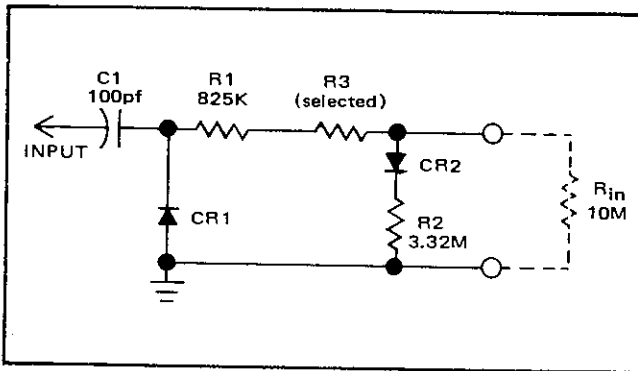 C1
100pf
R1
825K
R3
(selected)
INPUT
CR1
CR2
R2
3.32M
Rin
10M